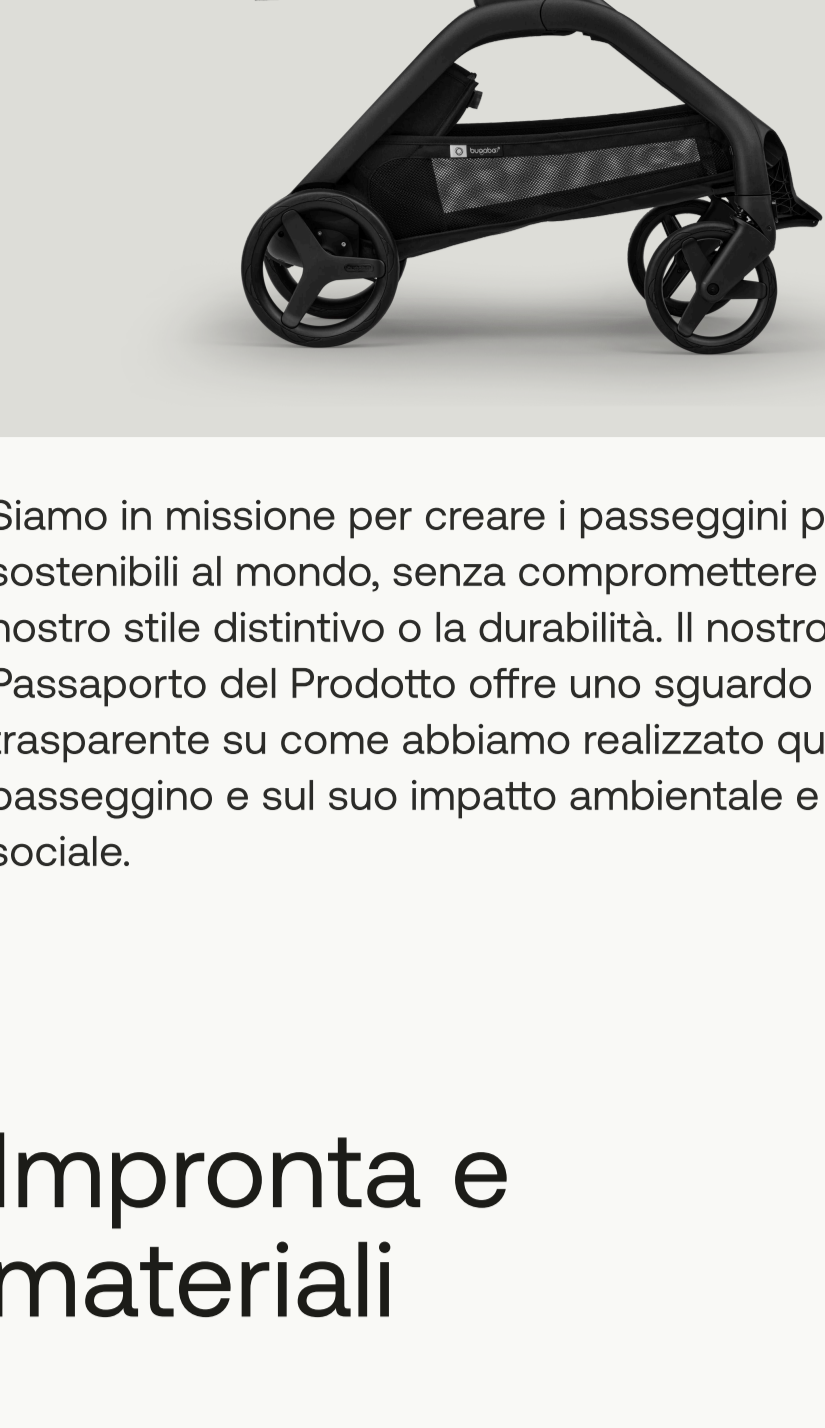 bugaboo
Siamo in missione per creare i passeggini p
sostenibili al mondo, senza compromettere
nostro stile distintivo o la durabilità. Il nostro
Passaporto del Prodotto offre uno sguardo
trasparente su come abbiamo realizzato qu
passeggino e sul suo impatto ambientale e
sociale.
Impronta e
materiali